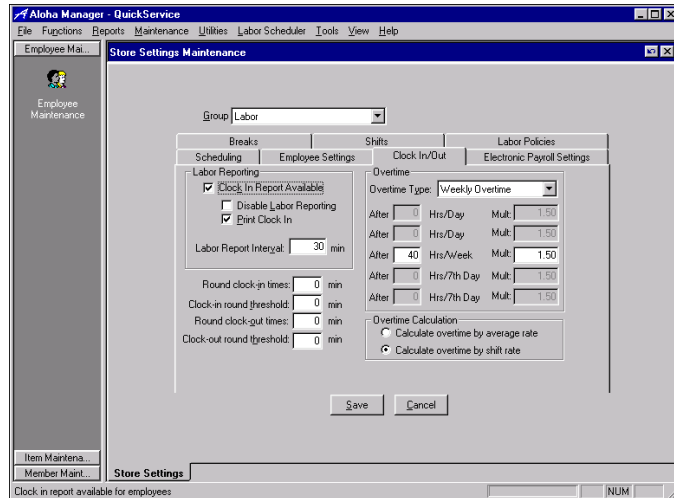 Aloha Manager - QuickService
File Functions Reports Maintenance Utilities Labor Scheduler Tools View Help
Employee Mai...
Store Settings Maintenance
Employee
Maintenance
Group Labor
Breaks Shifts Labor Policies
Scheduling Employee Settings Clock In/Out Electronic Payroll Settings
Labor Reporting
Clock In Report Available
Disable Labor Reporting
Print Clock In
Labor Report Interval: 30 min
Round clock-in times: 0 min
Clock-in round threshold: 0 min
Round clock-out times: 0 min
Clock-out round threshold: 0 min
Overtime
Overtime Type: Weekly Overtime
After 0 Hrs/Day Mult: 1.50
After 0 Hrs/Day Mult: 1.50
After 40 Hrs/Week Mult: 1.50
After 0 Hrs/7th Day Mult: 1.50
After 0 Hrs/7th Day Mult: 1.50
Overtime Calculation
Calculate overtime by average rate
Calculate overtime by shift rate
Save Cancel
Item Maintena...
Member Maint...
Store Settings
Clock in report available for employees
NUM